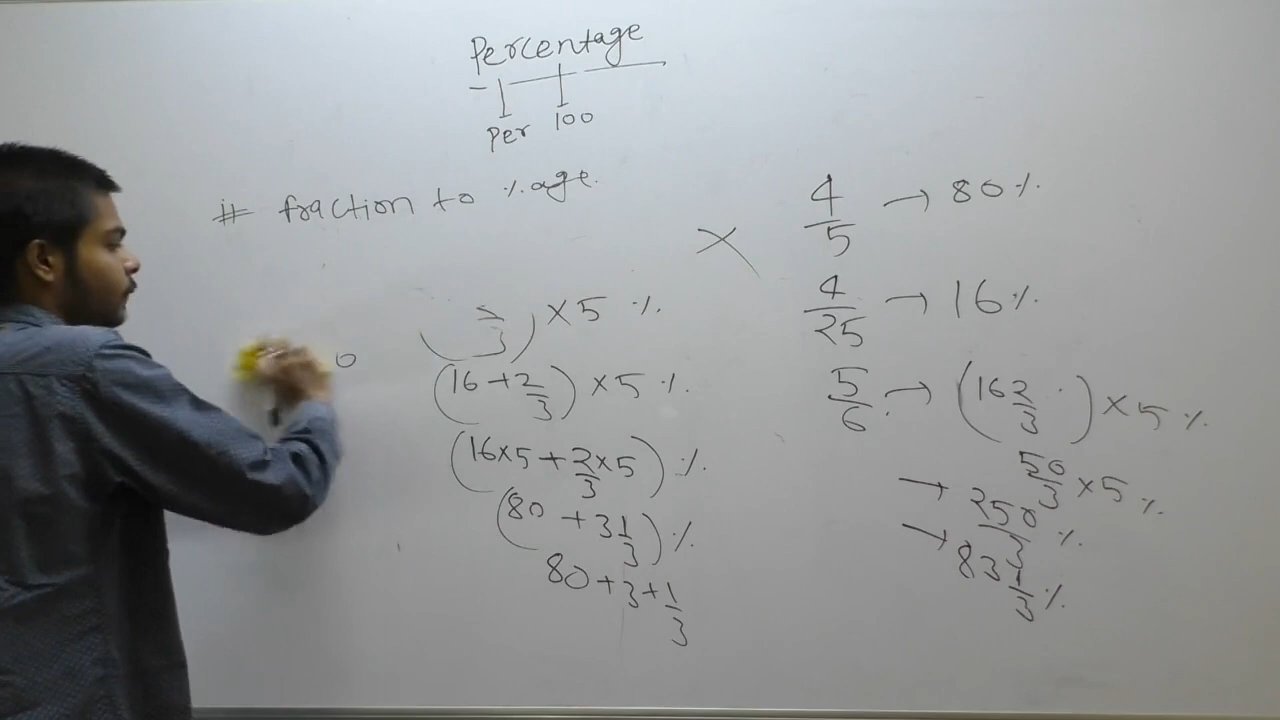 Percentage
Per 100
# fraction to %age.
4/5 → 80%
×
4/25 → 16%
) × 5 %
0
(16 + 2/3) × 5 %
5/6 → (16 2/3) × 5 %
(16×5 + 2/3×5) %
→ 50/3 × 5 %
(80 + 3 1/3) %
→ 250/3 %
80 + 3 + 1/3
83 1/3 %